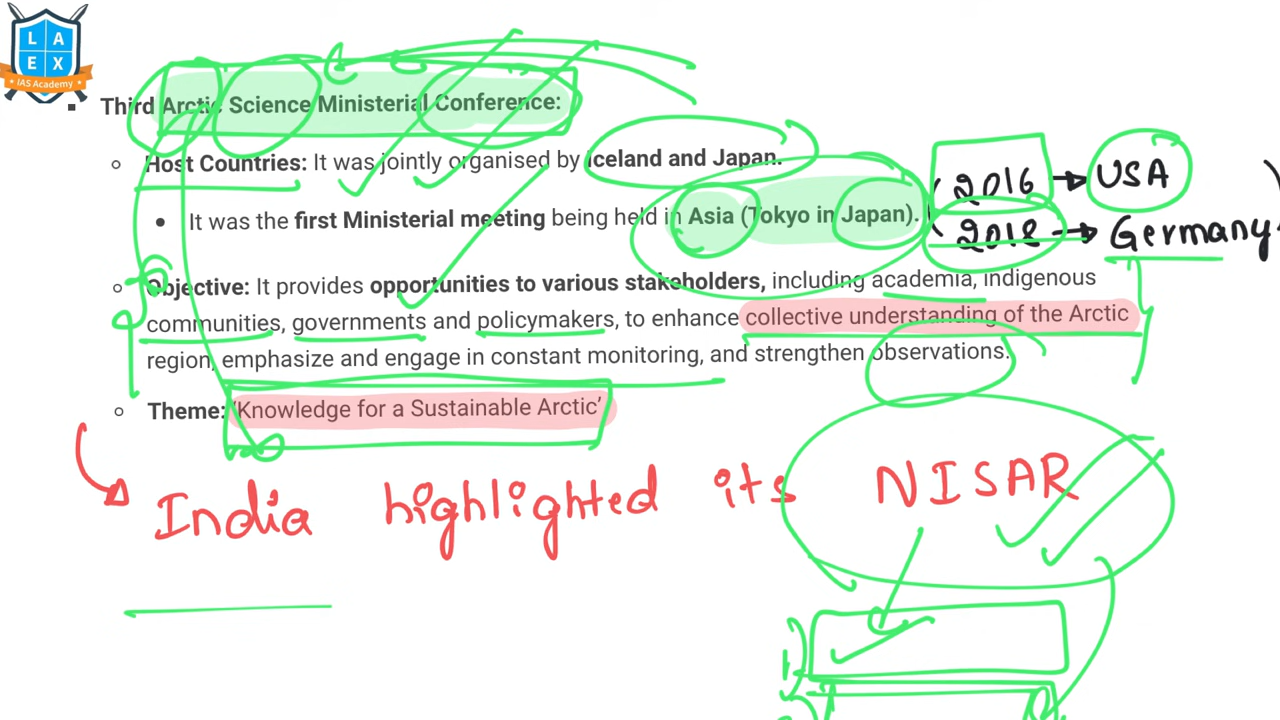 L A
E X
IAS Academy
Third Arctic Science Ministerial Conference:
Host Countries: It was jointly organised by Iceland and Japan.
(2016 → USA
It was the first Ministerial meeting being held in Asia (Tokyo in Japan).
(2018 → Germany
Objective: It provides opportunities to various stakeholders, including academia, indigenous
communities, governments and policymakers, to enhance collective understanding of the Arctic
region, emphasize and engage in constant monitoring, and strengthen observations.
Theme: 'Knowledge for a Sustainable Arctic'
India highlighted its NISAR
1)